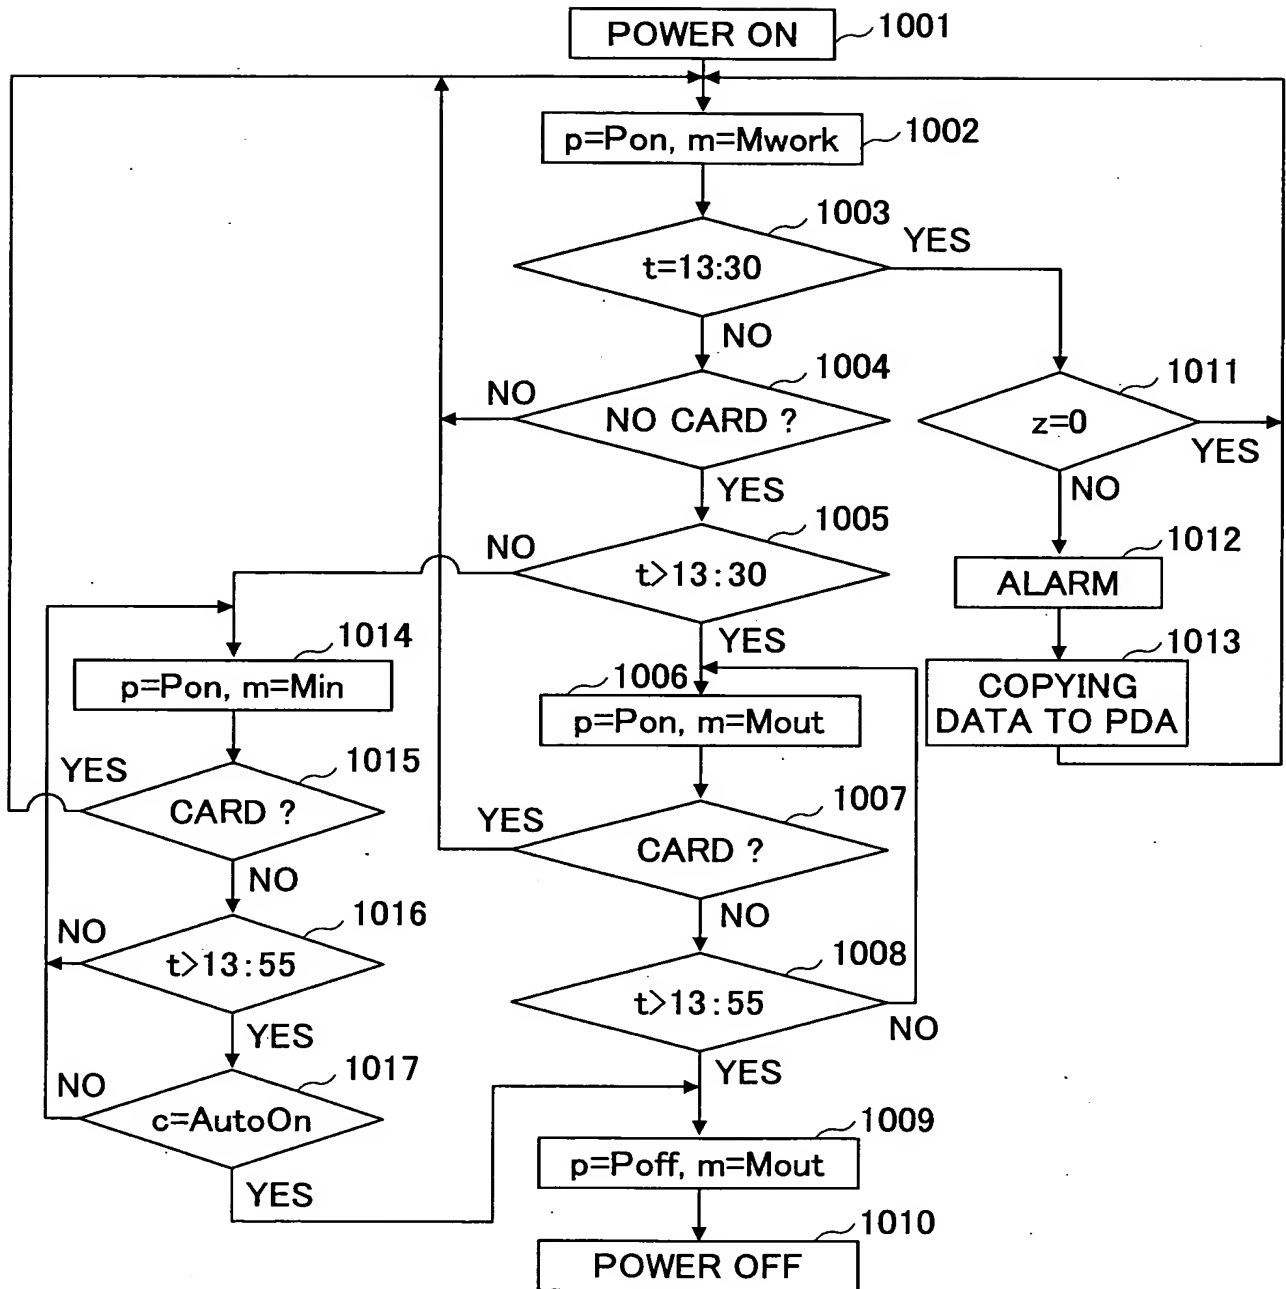 POWER ON
1001
p=Pon, m=Mwork
1002
1003
t=13:30
YES
NO
1004
NO CARD ?
NO
YES
1011
z=0
YES
NO
1005
t>13:30
NO
YES
1012
ALARM
1013
COPYING
DATA TO PDA
1014
p=Pon, m=Min
1006
p=Pon, m=Mout
1015
CARD ?
YES
NO
1007
CARD ?
YES
NO
1016
t>13:55
NO
YES
1008
t>13:55
NO
YES
1017
c=AutoOn
NO
YES
1009
p=Poff, m=Mout
1010
POWER OFF